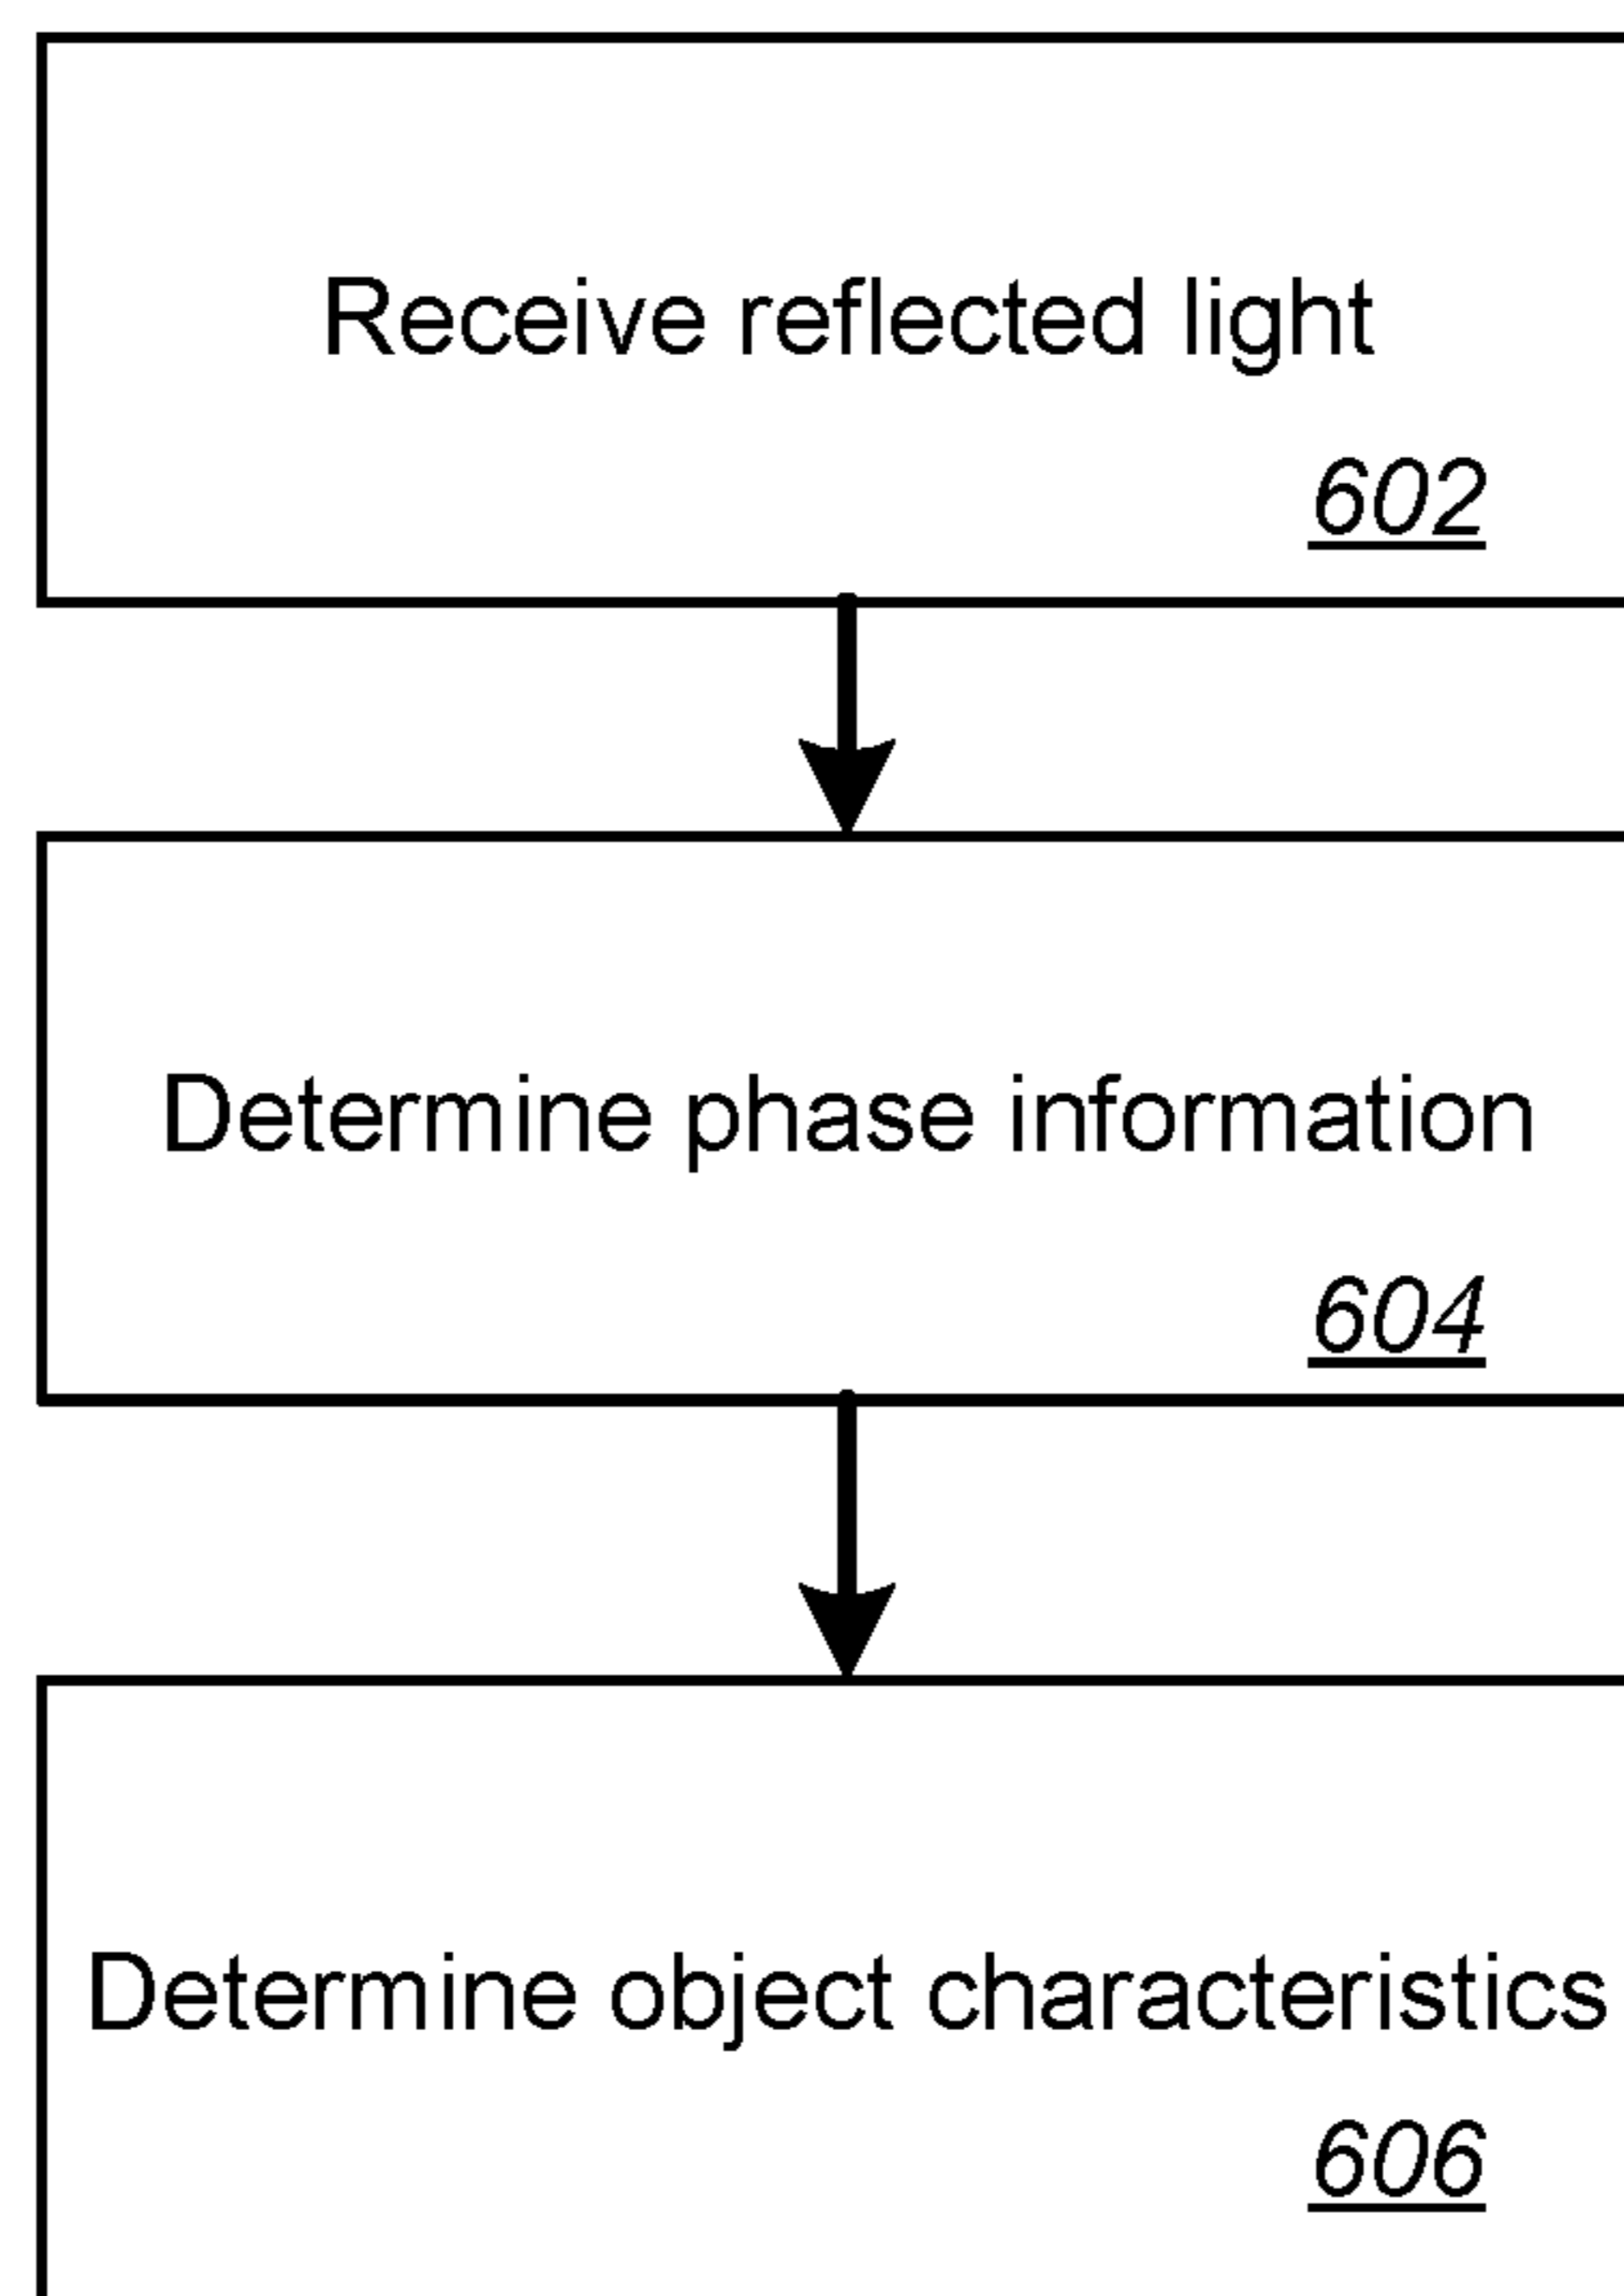 Receive reflected light
602
Determine phase information
604
Determine object characteristics
606